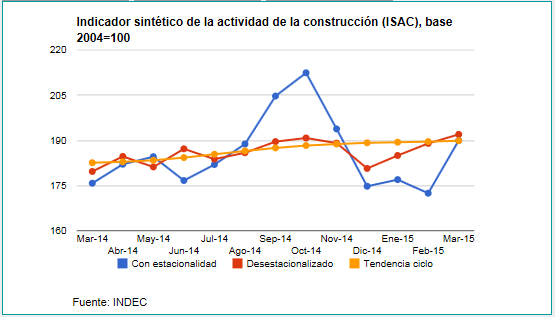 Indicador sintético de la actividad de la construcción (ISAC), base
2004=100
220
205
190
175
160
Mar-14 May-14 Jul-14 Sep-14 Nov-14 Ene-15 Mar-15
Abr-14 Jun-14 Ago-14 Oct-14 Dic-14 Feb-15
Con estacionalidad Desestacionalizado Tendencia ciclo
Fuente: INDEC